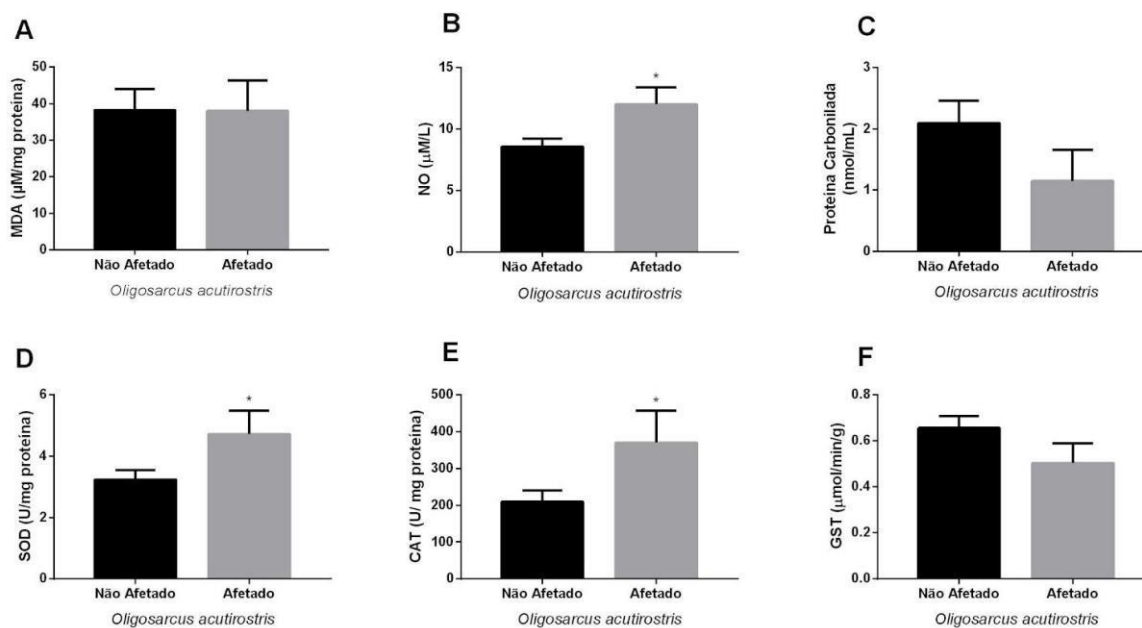 A
MDA (µM/mg proteina)
50
40
30
20
10
0
Não Afetado Afetado
Oligosarcus acutirostris
B
NO (µM/L)
15
10
5
0
*
Não Afetado Afetado
Oligosarcus acutirostris
C
Proteina Carbonilada
(nmol/mL)
3
2
1
0
Não Afetado Afetado
Oligosarcus acutirostris
D
SOD (U/mg proteina)
6
4
2
0
*
Não Afetado Afetado
Oligosarcus acutirostris
E
CAT (U/ mg proteina)
500
400
300
200
100
0
*
Não Afetado Afetado
Oligosarcus acutirostris
F
GST (µmol/min/g)
0.8
0.6
0.4
0.2
0.0
Não Afetado Afetado
Oligosarcus acutirostris